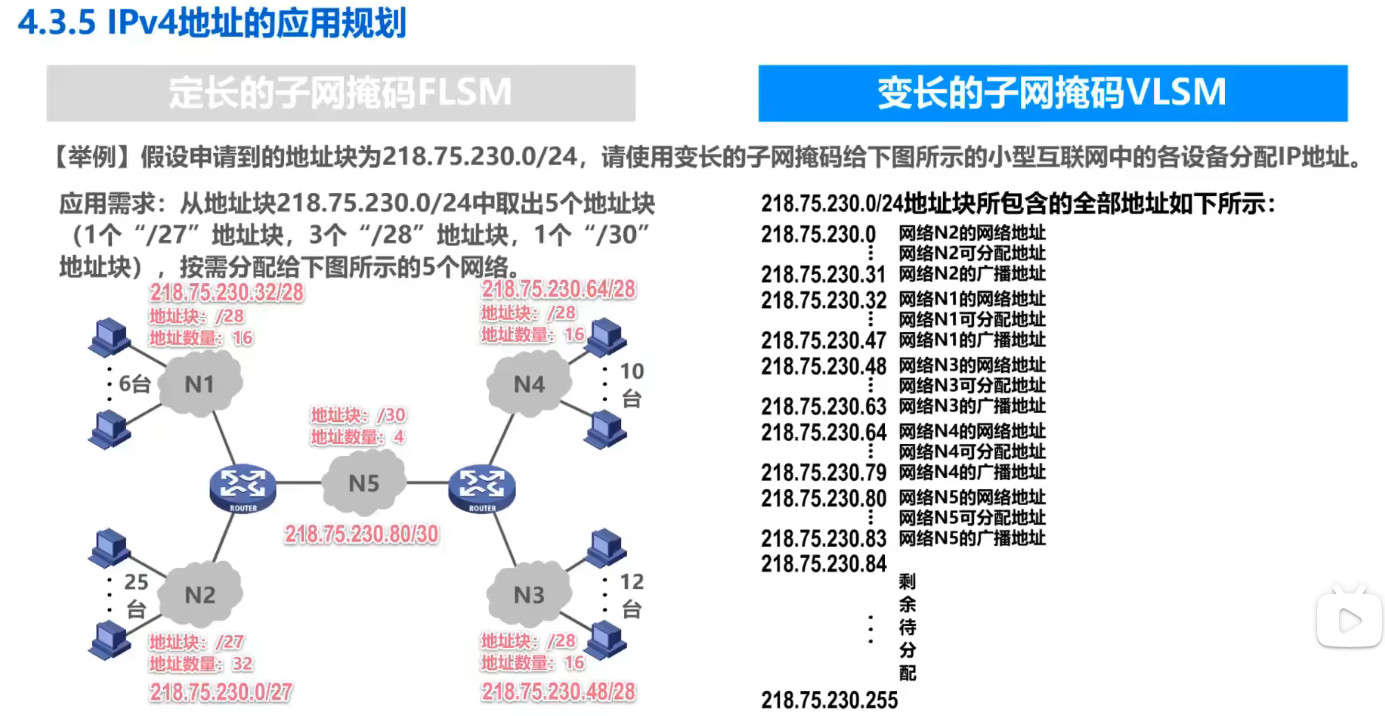 4.3.5 IPv4地址的应用规划
定长的子网掩码FLSM
变长的子网掩码VLSM
【举例】假设申请到的地址块为218.75.230.0/24，请使用变长的子网掩码给下图所示的小型互联网中的各设备分配IP地址。
应用需求：从地址块218.75.230.0/24中取出5个地址块
（1个“/27”地址块，3个“/28”地址块，1个“/30”
地址块），按需分配给下图所示的5个网络。
218.75.230.32/28
地址块：/28
地址数量：16
6台
N1
218.75.230.64/28
地址块：/28
地址数量：16
N4
10
台
地址块：/30
地址数量：4
N5
ROUTER
ROUTER
218.75.230.80/30
25
台
N2
地址块：/27
地址数量：32
218.75.230.0/27
N3
12
台
地址块：/28
地址数量：16
218.75.230.48/28
218.75.230.0/24地址块所包含的全部地址如下所示：
218.75.230.0 网络N2的网络地址
网络N2可分配地址
218.75.230.31 网络N2的广播地址
218.75.230.32 网络N1的网络地址
网络N1可分配地址
218.75.230.47 网络N1的广播地址
218.75.230.48 网络N3的网络地址
网络N3可分配地址
218.75.230.63 网络N3的广播地址
218.75.230.64 网络N4的网络地址
网络N4可分配地址
218.75.230.79 网络N4的广播地址
218.75.230.80 网络N5的网络地址
网络N5可分配地址
218.75.230.83 网络N5的广播地址
218.75.230.84
剩
余
待
分
配
218.75.230.255